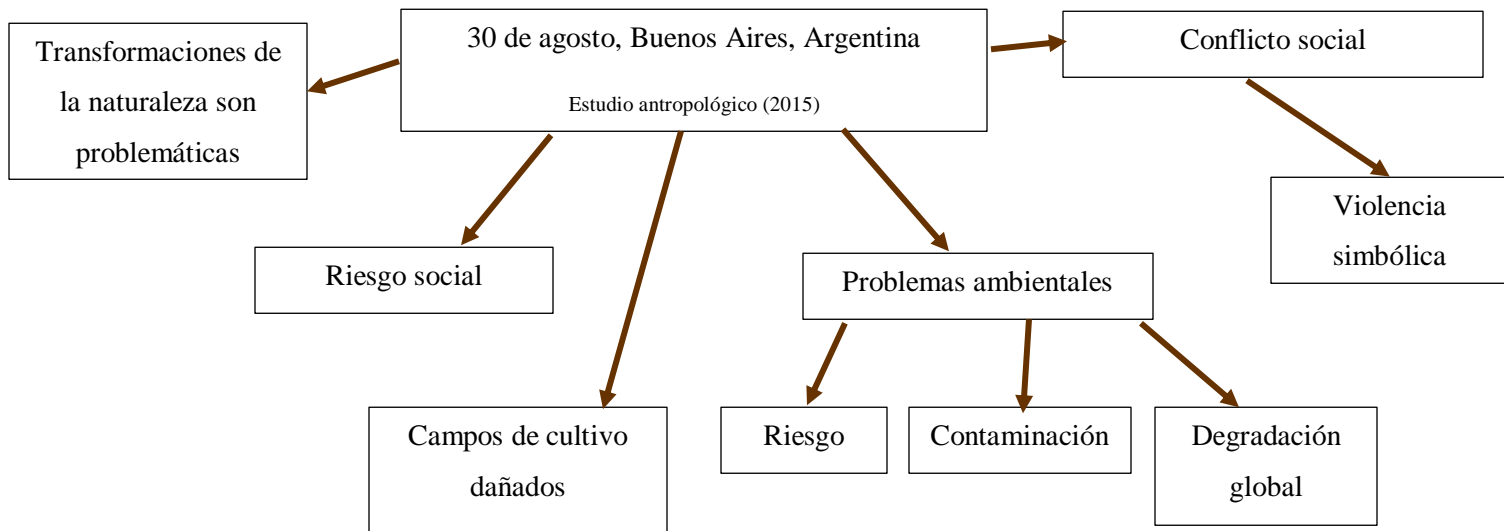 30 de agosto, Buenos Aires, Argentina
Estudio antropológico (2015)
Transformaciones de
la naturaleza son
problemáticas
Conflicto social
Violencia
simbólica
Riesgo social
Problemas ambientales
Campos de cultivo
dañados
Riesgo
Contaminación
Degradación
global